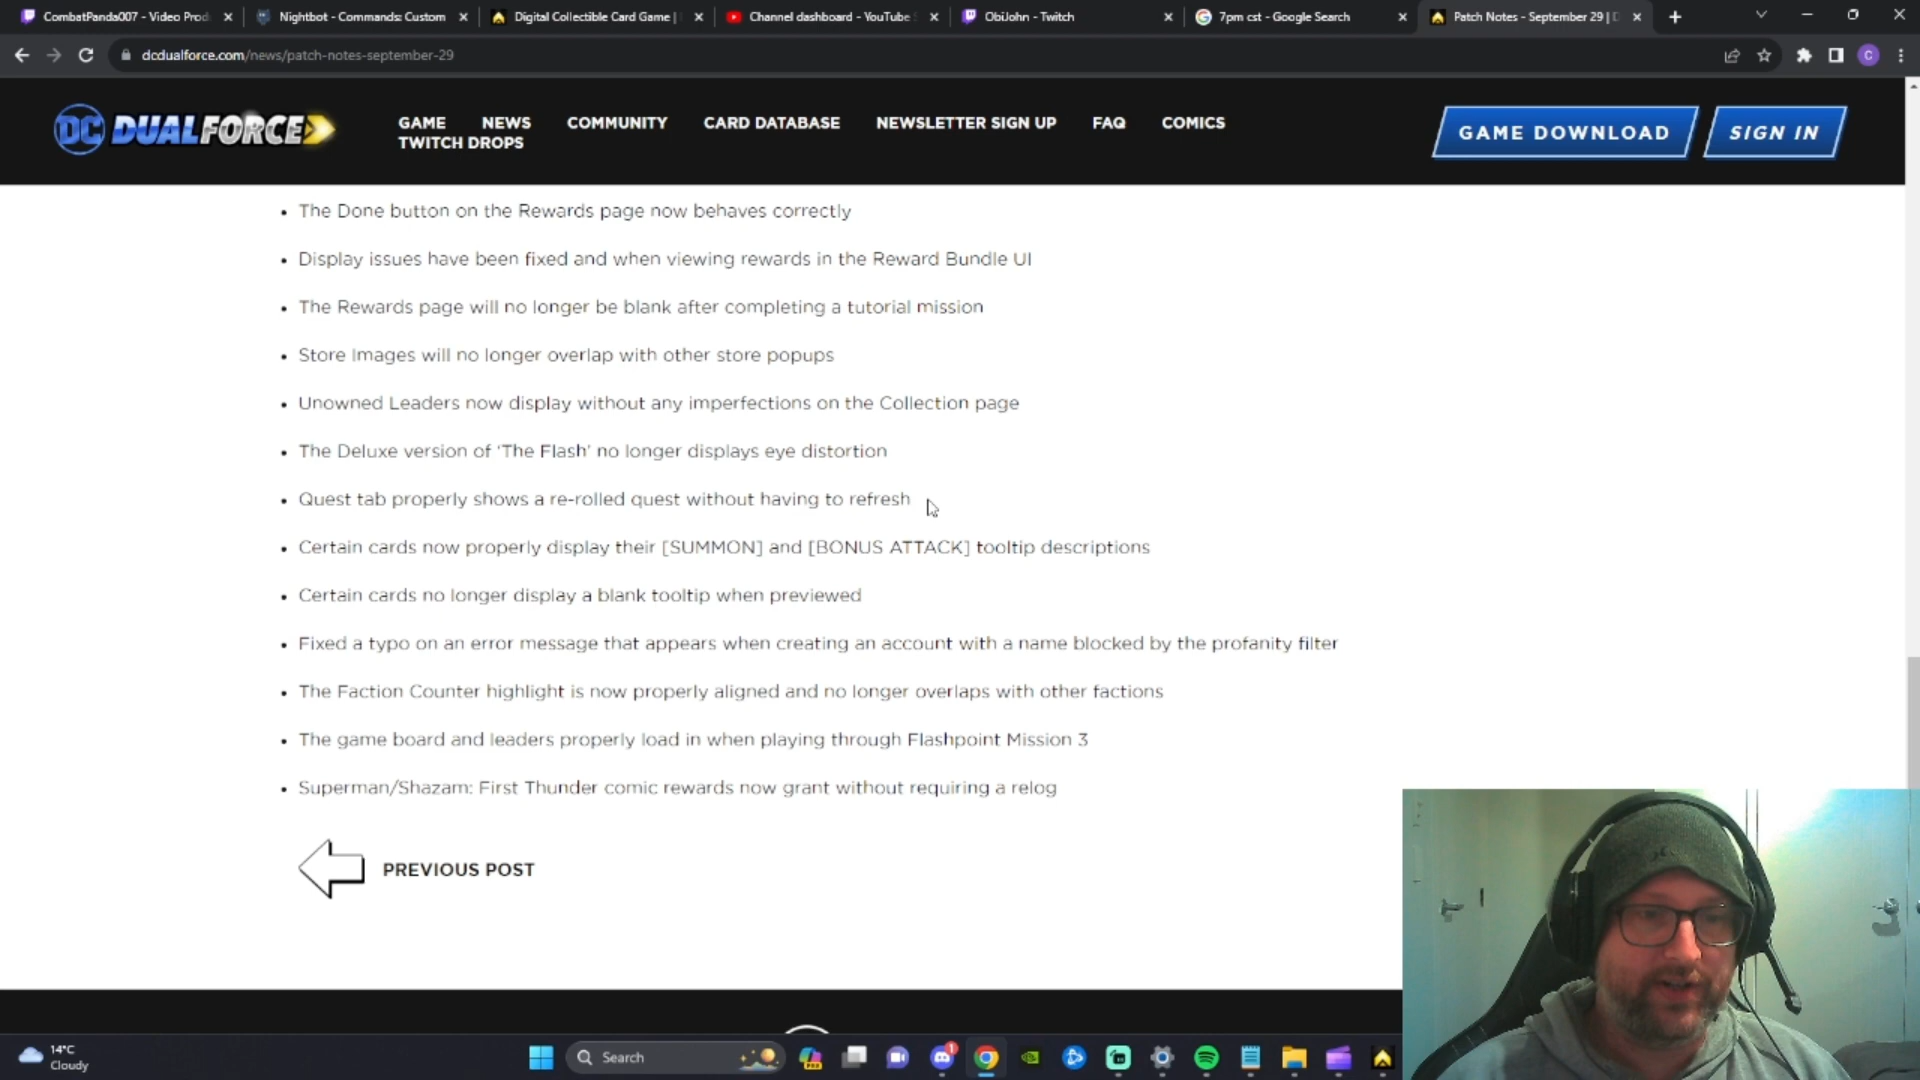 CombatPanda007 - Video Prod
Nightbot - Commands: Custom
Digital Collectible Card Game |
Channel dashboard - YouTube
ObiJohn - Twitch
7pm cst - Google Search
Patch Notes - September 29 |
dcdualforce.com/news/patch-notes-september-29
C
DC DUALFORCE
GAME NEWS COMMUNITY CARD DATABASE NEWSLETTER SIGN UP FAQ COMICS
TWITCH DROPS
GAME DOWNLOAD
SIGN IN
• The Done button on the Rewards page now behaves correctly
• Display issues have been fixed and when viewing rewards in the Reward Bundle UI
• The Rewards page will no longer be blank after completing a tutorial mission
• Store Images will no longer overlap with other store popups
• Unowned Leaders now display without any imperfections on the Collection page
• The Deluxe version of ‘The Flash’ no longer displays eye distortion
• Quest tab properly shows a re-rolled quest without having to refresh
• Certain cards now properly display their [SUMMON] and [BONUS ATTACK] tooltip descriptions
• Certain cards no longer display a blank tooltip when previewed
• Fixed a typo on an error message that appears when creating an account with a name blocked by the profanity filter
• The Faction Counter highlight is now properly aligned and no longer overlaps with other factions
• The game board and leaders properly load in when playing through Flashpoint Mission 3
• Superman/Shazam: First Thunder comic rewards now grant without requiring a relog
PREVIOUS POST
14°C
Cloudy
Search
1